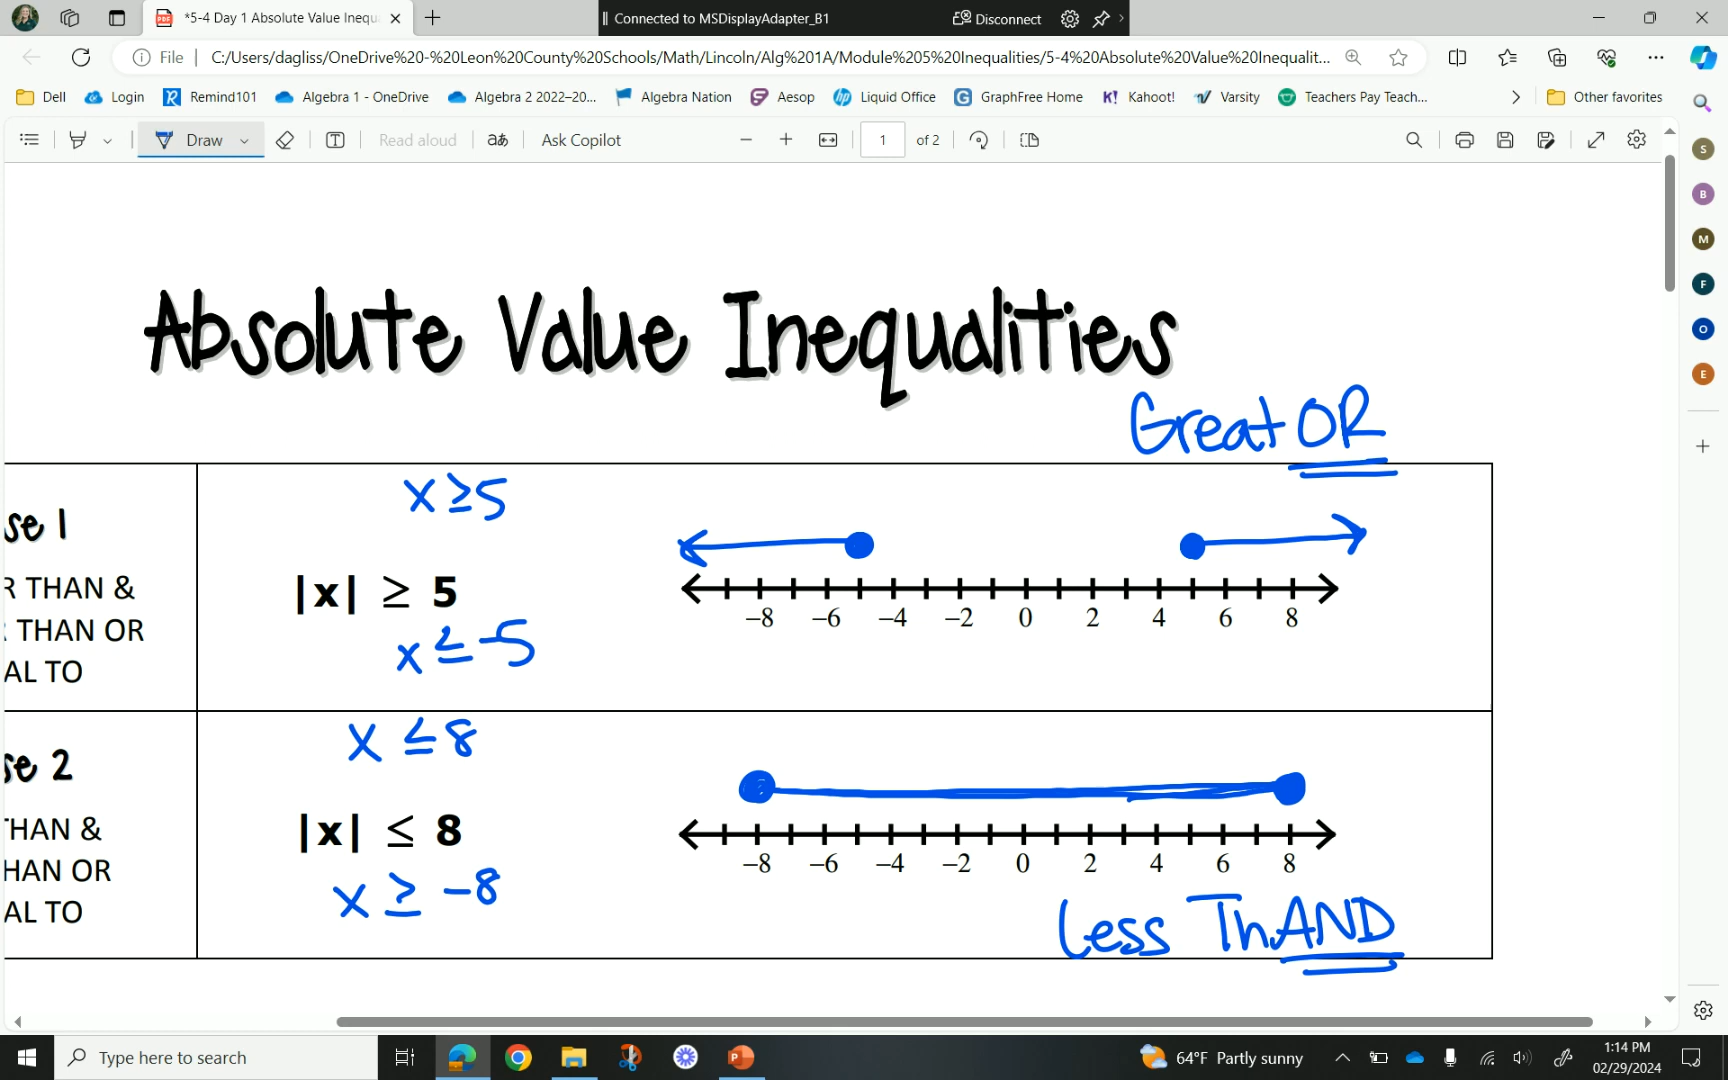 *5-4 Day 1 Absolute Value Inequ
Connected to MSDisplayAdapter_B1
Disconnect
File
C:/Users/dagliss/OneDrive%20-%20Leon%20County%20Schools/Math/Lincoln/Alg%201A/Module%205%20Inequalities/5-4%20Absolute%20Value%20Inequalit...
Dell Login Remind101 Algebra 1 - OneDrive Algebra 2 2022–20... Algebra Nation Aesop Liquid Office GraphFree Home Kahoot! Varsity Teachers Pay Teach... Other favorites
Draw Read aloud aあ Ask Copilot 1 of 2
S
B
M
F
O
E
Absolute Value Inequalities
GreatOR
x ≥ 5
se 1
R THAN &
|x| ≥ 5
-8 -6 -4 -2 0 2 4 6 8
THAN OR
x ≤ -5
AL TO
x ≤ 8
se 2
THAN &
|x| ≤ 8
-8 -6 -4 -2 0 2 4 6 8
HAN OR
x ≥ -8
AL TO
Less ThAND
Type here to search
64°F Partly sunny
1:14 PM
02/29/2024